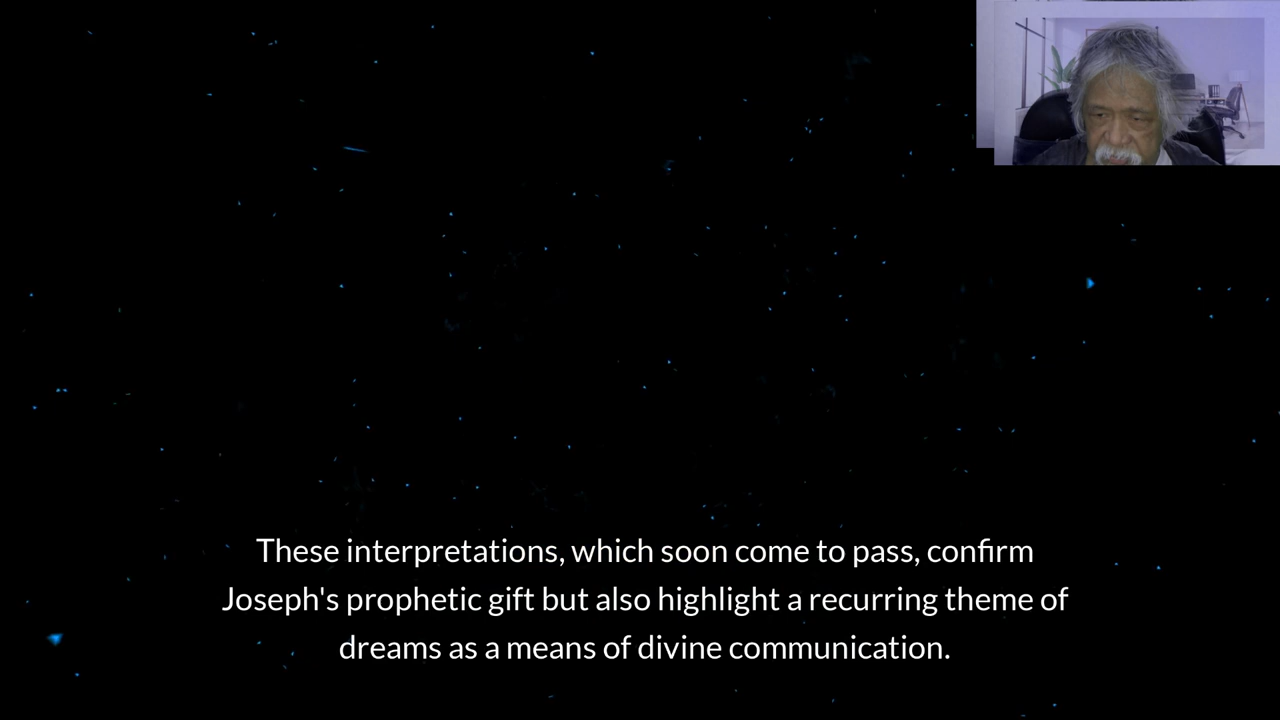 These interpretations, which soon come to pass, confirm
Joseph's prophetic gift but also highlight a recurring theme of
dreams as a means of divine communication.